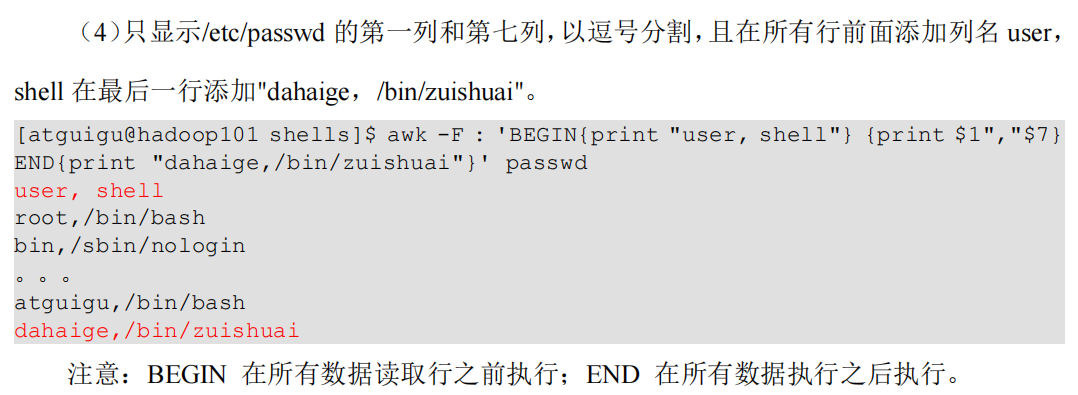 （4）只显示/etc/passwd 的第一列和第七列，以逗号分割，且在所有行前面添加列名 user，
shell 在最后一行添加"dahaige，/bin/zuishuai"。
[atguigu@hadoop101 shells]$ awk -F : 'BEGIN{print "user, shell"} {print $1","$7}
END{print "dahaige,/bin/zuishuai"}' passwd
user, shell
root,/bin/bash
bin,/sbin/nologin
。。。
atguigu,/bin/bash
dahaige,/bin/zuishuai
注意：BEGIN 在所有数据读取行之前执行；END 在所有数据执行之后执行。